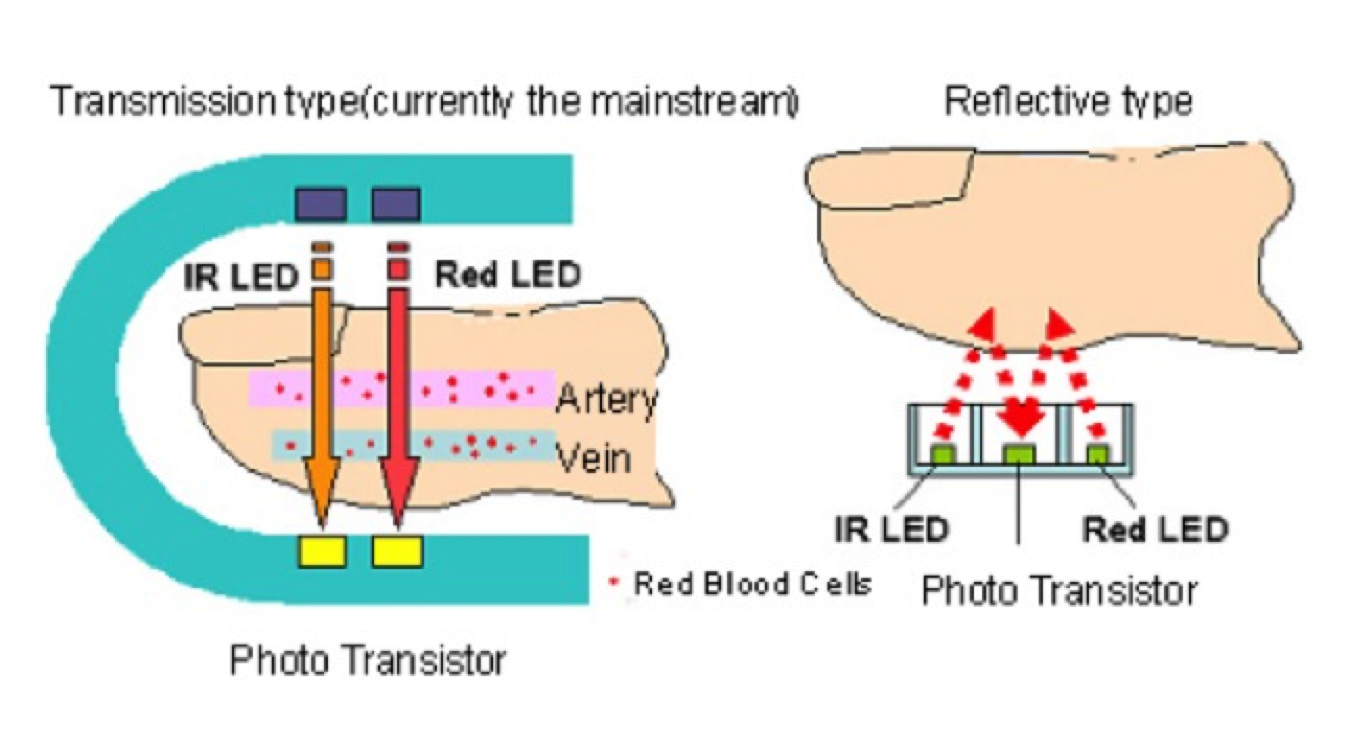 Transmission type(currently the mainstream)
Reflective type
IR LED
Red LED
Artery
Vein
IR LED
Red LED
Red Blood Cells
Photo Transistor
Photo Transistor